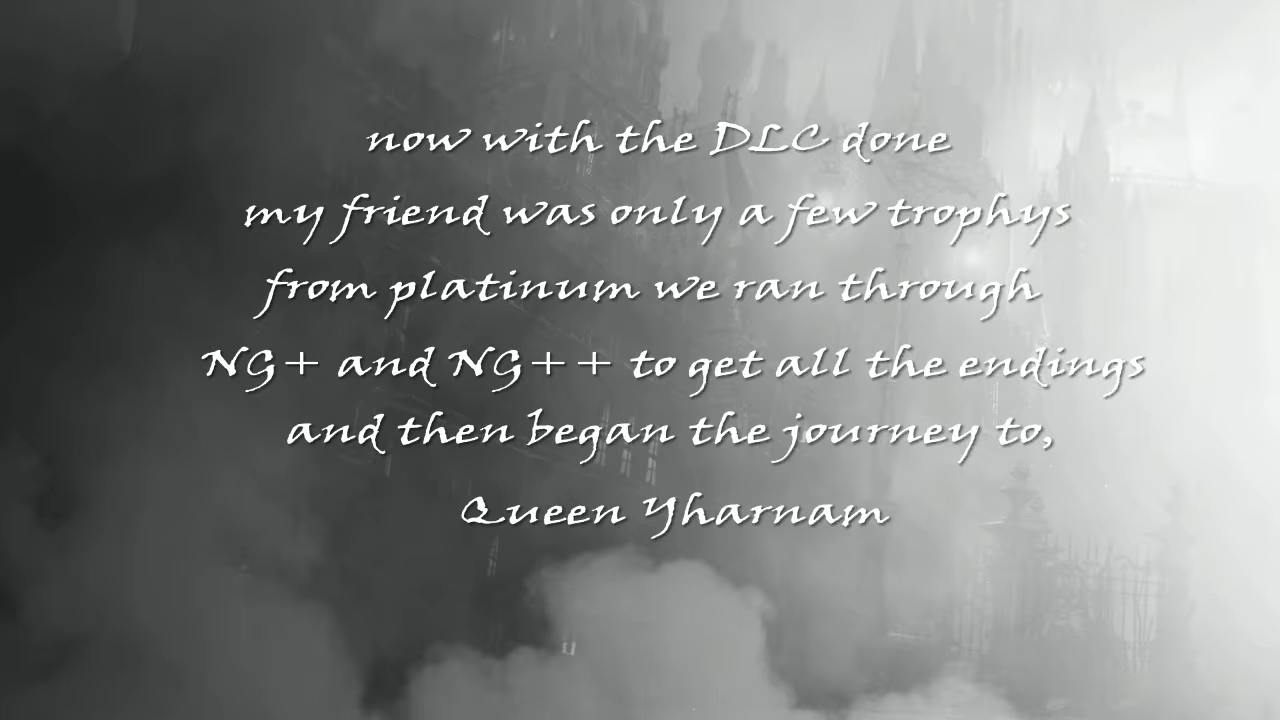 now with the DLC done
my friend was only a few trophys
from platinum we ran through
NG+ and NG++ to get all the endings
and then began the journey to,
Queen Yharnam